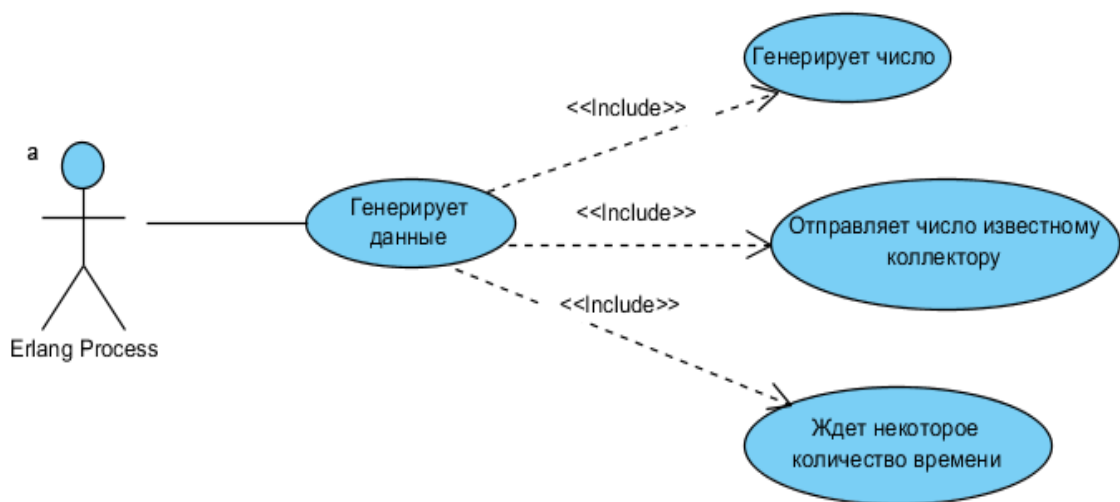 Генерирует число
<<Include>>
a
Генерирует
данные
<<Include>>
Отправляет число известному
коллектору
<<Include>>
Erlang Process
Ждет некоторое
количество времени